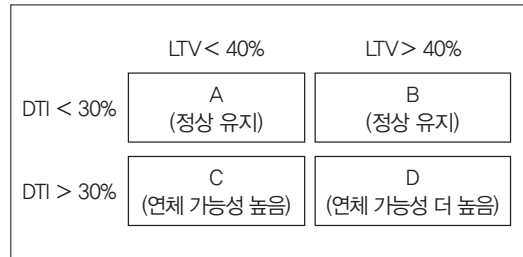 LTV < 40% LTV > 40%
DTI < 30% A B
(정상 유지) (정상 유지)
DTI > 30% C D
(연체 가능성 높음) (연체 가능성 더 높음)